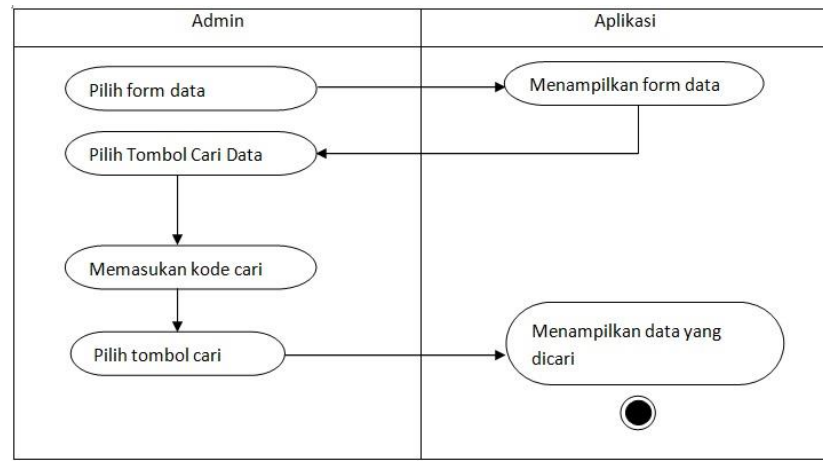 Admin
Aplikasi
Pilih form data
Menampilkan form data
Pilih Tombol Cari Data
Memasukan kode cari
Pilih tombol cari
Menampilkan data yang
dicari